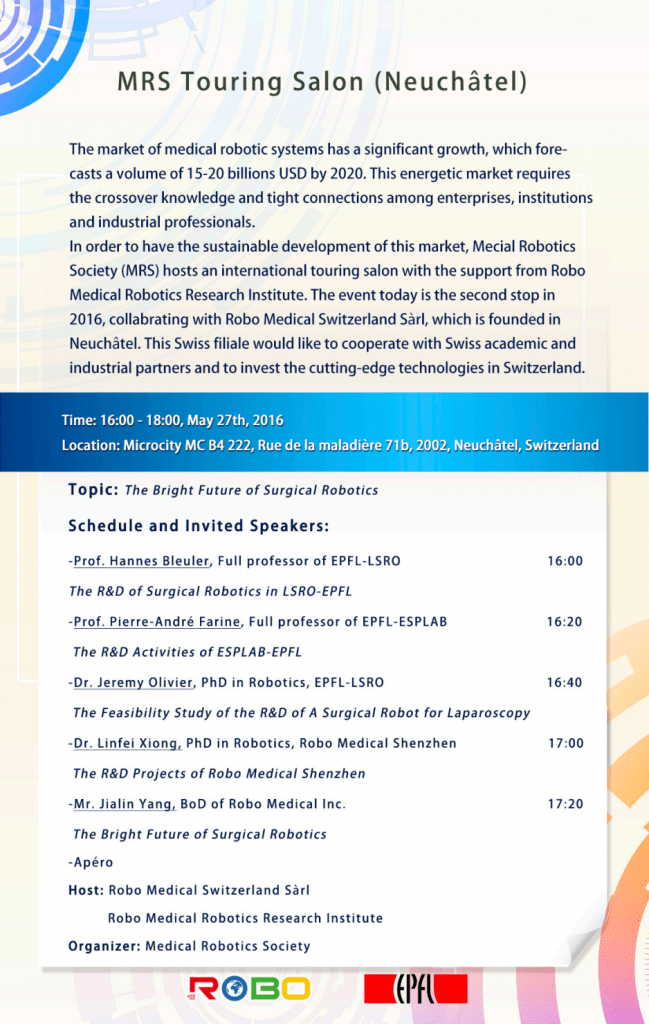 MRS Touring Salon (Neuchâtel)
The market of medical robotic systems has a significant growth, which fore-
casts a volume of 15-20 billions USD by 2020. This energetic market requires
the crossover knowledge and tight connections among enterprises, institutions
and industrial professionals.
In order to have the sustainable development of this market, Mecial Robotics
Society (MRS) hosts an international touring salon with the support from Robo
Medical Robotics Research Institute. The event today is the second stop in
2016, collabrating with Robo Medical Switzerland Sàrl, which is founded in
Neuchâtel. This Swiss filiale would like to cooperate with Swiss academic and
industrial partners and to invest the cutting-edge technologies in Switzerland.
Time: 16:00 - 18:00, May 27th, 2016
Location: Microcity MC B4 222, Rue de la maladière 71b, 2002, Neuchâtel, Switzerland
Topic: The Bright Future of Surgical Robotics
Schedule and Invited Speakers:
-Prof. Hannes Bleuler, Full professor of EPFL-LSRO 16:00
The R&D of Surgical Robotics in LSRO-EPFL
-Prof. Pierre-André Farine, Full professor of EPFL-ESPLAB 16:20
The R&D Activities of ESPLAB-EPFL
-Dr. Jeremy Olivier, PhD in Robotics, EPFL-LSRO 16:40
The Feasibility Study of the R&D of A Surgical Robot for Laparoscopy
-Dr. Linfei Xiong, PhD in Robotics, Robo Medical Shenzhen 17:00
The R&D Projects of Robo Medical Shenzhen
-Mr. Jialin Yang, BoD of Robo Medical Inc. 17:20
The Bright Future of Surgical Robotics
-Apéro
Host: Robo Medical Switzerland Sàrl
Robo Medical Robotics Research Institute
Organizer: Medical Robotics Society
ROBO EPFL